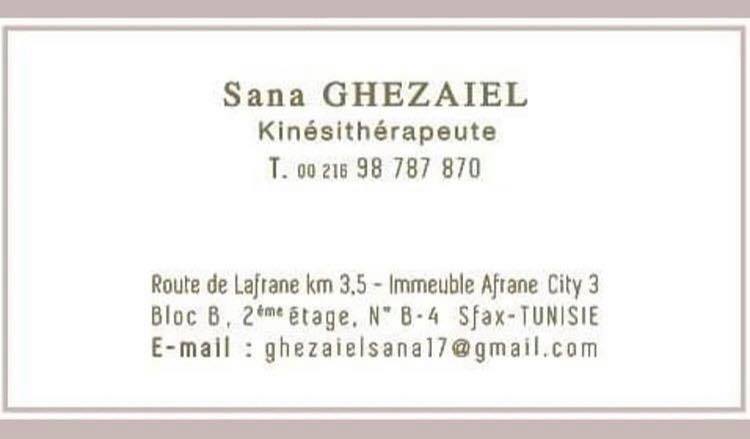 Sana GHEZAIEL
Kinésithérapeute
T. 00 216 98 787 870
Route de Lafrane km 3,5 - Immeuble Afrane City 3
Bloc B, 2ème étage, N° B-4 Sfax-TUNISIE
E-mail : ghezaielsana17@gmail.com